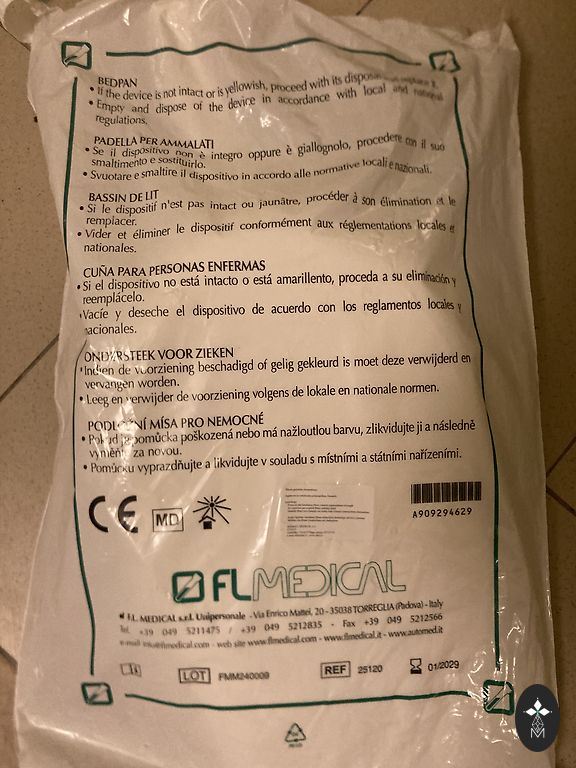 BEDPAN
• If the device is not intact or is yellowish, proceed with its disposal and replace it.
• Empty and dispose of the device in accordance with local and national
regulations.
PADELLA PER AMMALATI
• Se il dispositivo non è integro oppure è giallognolo, procedere con il suo
smaltimento e sostituirlo.
• Svuotare e smaltire il dispositivo in accordo alle normative locali e nazionali.
BASSIN DE LIT
• Si le dispositif n'est pas intact ou jaunâtre, procéder à son élimination et le
remplacer.
• Vider et éliminer le dispositif conformément aux réglementations locales et
nationales.
CUÑA PARA PERSONAS ENFERMAS
• Si el dispositivo no está intacto o está amarillento, proceda a su eliminación y
reemplácelo.
• Vacíe y deseche el dispositivo de acuerdo con los reglamentos locales y
nacionales.
ONDERSTEEK VOOR ZIEKEN
• Indien de voorziening beschadigd of gelig gekleurd is moet deze verwijderd en
vervangen worden.
• Leeg en verwijder de voorziening volgens de lokale en nationale normen.
PODLOŽNÍ MÍSA PRO NEMOCNÉ
• Pokud je pomůcka poškozená nebo má nažloutlou barvu, zlikvidujte ji a následně
vyměňte za novou.
• Pomůcku vyprazdňujte a likvidujte v souladu s místními a státními nařízeními.
CE MD
A909294629
FL MEDICAL
F.L. MEDICAL s.r.l. Unipersonale - Via Enrico Mattei, 20 - 35038 TORREGLIA (Padova) - Italy
Tel. +39 049 5211475 / +39 049 5212835 - Fax +39 049 5212566
e-mail info@flmedical.com - web site www.flmedical.com - www.flmedical.it - www.automed.it
LOT FMM240009 REF 25120 01/2029
M